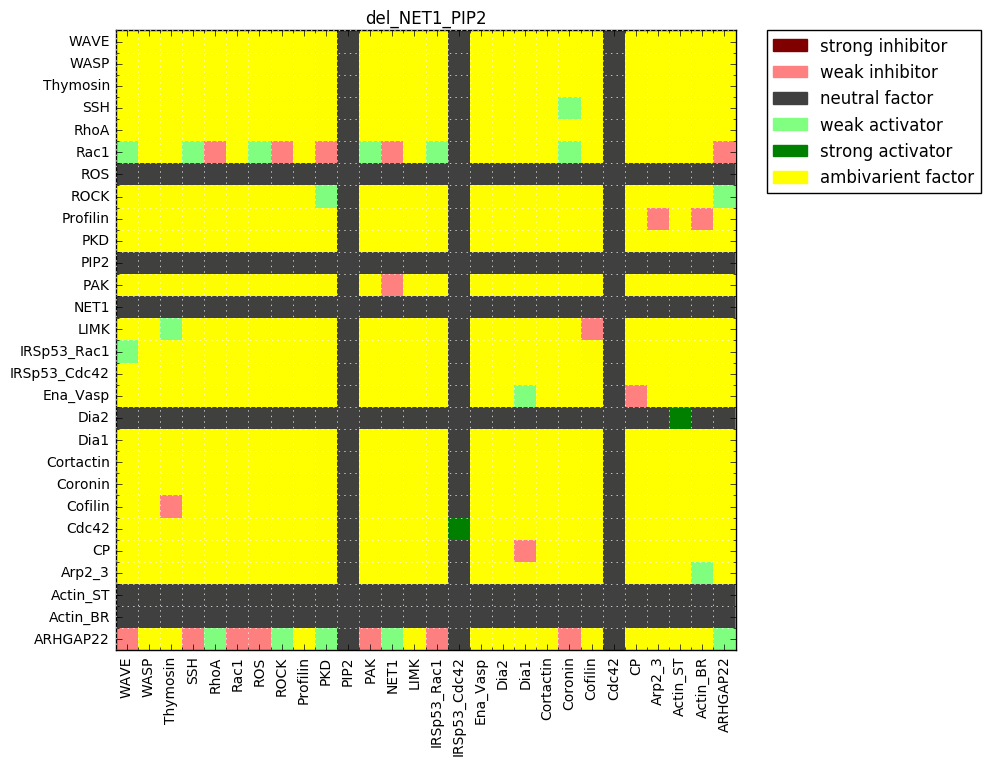 del_NET1_PIP2
strong inhibitor
weak inhibitor
neutral factor
weak activator
strong activator
ambivarient factor
WAVE
WASP
Thymosin
SSH
RhoA
Rac1
ROS
ROCK
Profilin
PKD
PIP2
PAK
NET1
LIMK
IRSp53_Rac1
IRSp53_Cdc42
Ena_Vasp
Dia2
Dia1
Cortactin
Coronin
Cofilin
Cdc42
CP
Arp2_3
Actin_ST
Actin_BR
ARHGAP22
WAVE
WASP
Thymosin
SSH
RhoA
Rac1
ROS
ROCK
Profilin
PKD
PIP2
PAK
NET1
LIMK
IRSp53_Rac1
IRSp53_Cdc42
Ena_Vasp
Dia2
Dia1
Cortactin
Coronin
Cofilin
Cdc42
CP
Arp2_3
Actin_ST
Actin_BR
ARHGAP22